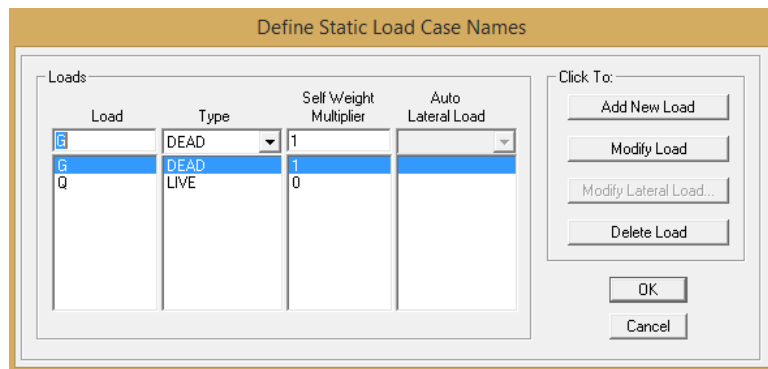 Define Static Load Case Names
Loads
Load Type Self Weight Multiplier Auto Lateral Load
G DEAD 1
G DEAD 1
Q LIVE 0
Click To:
Add New Load
Modify Load
Modify Lateral Load...
Delete Load
OK
Cancel